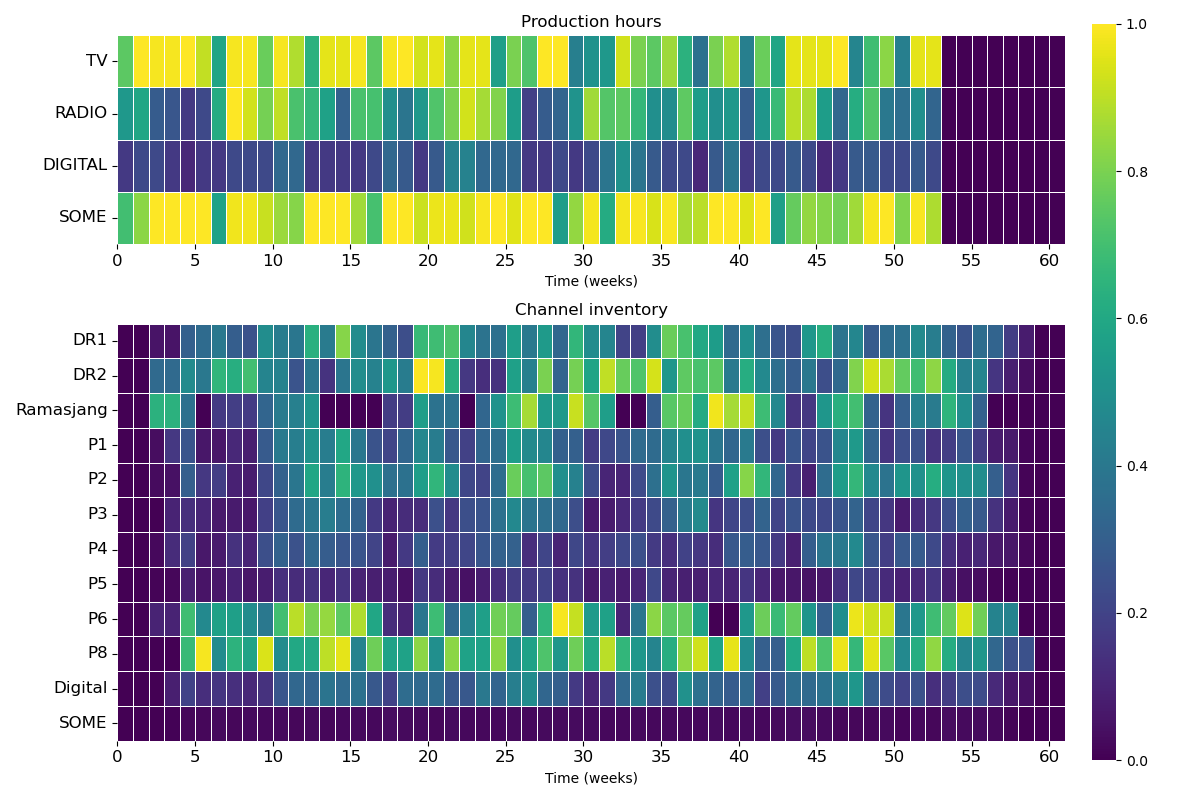 Production hours
TV
RADIO
DIGITAL
SOME
0 5 10 15 20 25 30 35 40 45 50 55 60
Time (weeks)
Channel inventory
DR1
DR2
Ramasjang
P1
P2
P3
P4
P5
P6
P8
Digital
SOME
0 5 10 15 20 25 30 35 40 45 50 55 60
Time (weeks)
1.0
0.8
0.6
0.4
0.2
0.0